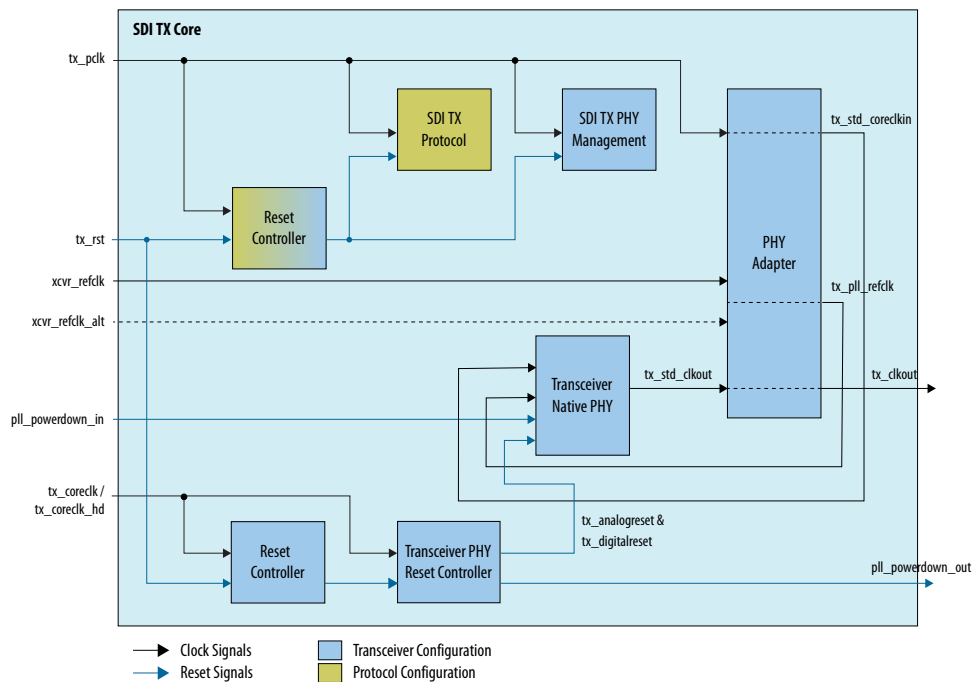 SDI TX Core
tx_pclk
SDI TX
Protocol
SDI TX PHY
Management
tx_std_coreclkin
Reset
Controller
tx_rst
PHY
Adapter
xcvr_refclk
tx_pll_refclk
xcvr_refclk_alt
Transceiver
Native PHY
tx_std_clkout
tx_clkout
pll_powerdown_in
tx_coreclk /
tx_coreclk_hd
tx_analogreset &
tx_digitalreset
Reset
Controller
Transceiver PHY
Reset Controller
pll_powerdown_out
Clock Signals
Transceiver Configuration
Reset Signals
Protocol Configuration